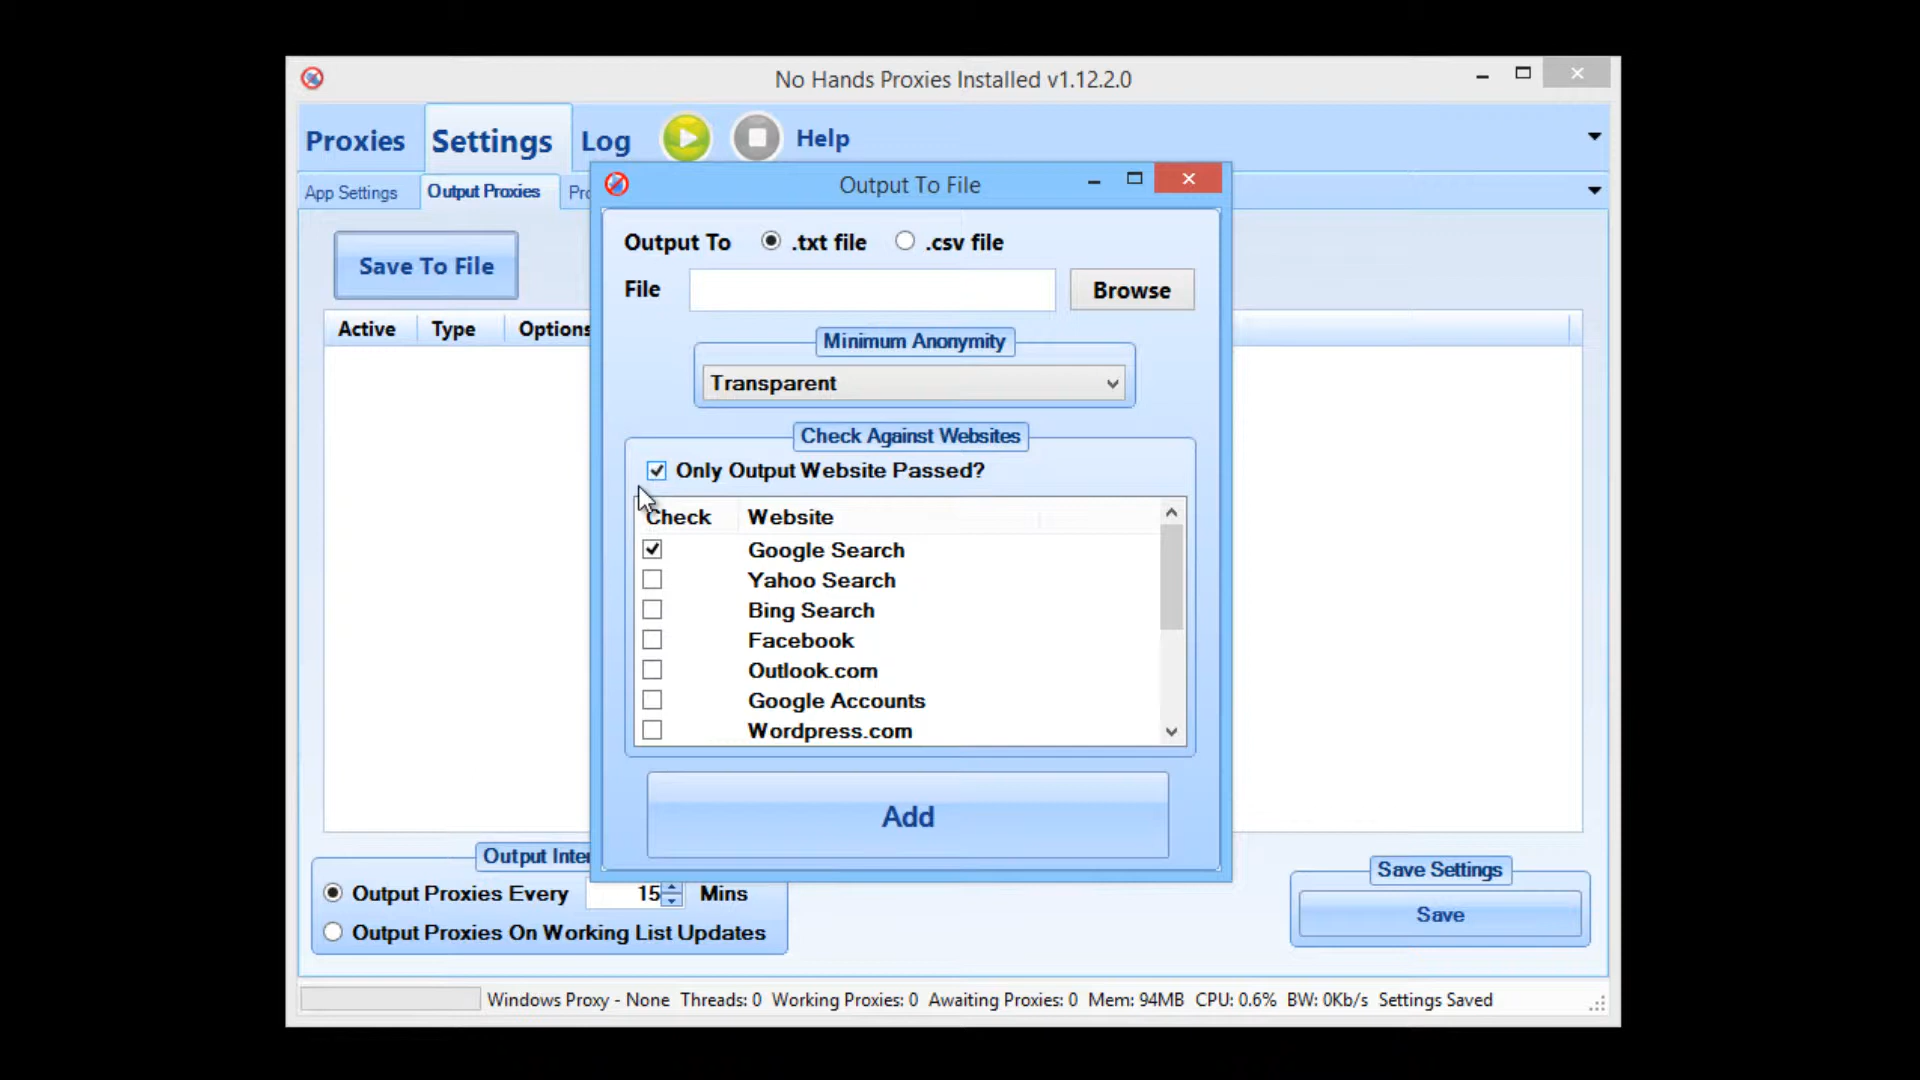 No Hands Proxies Installed v1.12.2.0
Proxies Settings Log Help
App Settings Output Proxies Pro
Output To File
Save To File
Output To .txt file .csv file
File Browse
Active Type Options
Minimum Anonymity
Transparent
Check Against Websites
Only Output Website Passed?
Check Website
Google Search
Yahoo Search
Bing Search
Facebook
Outlook.com
Google Accounts
Wordpress.com
Add
Output Inter
Output Proxies Every 15 Mins
Output Proxies On Working List Updates
Save Settings
Save
Windows Proxy - None Threads: 0 Working Proxies: 0 Awaiting Proxies: 0 Mem: 94MB CPU: 0.6% BW: 0Kb/s Settings Saved